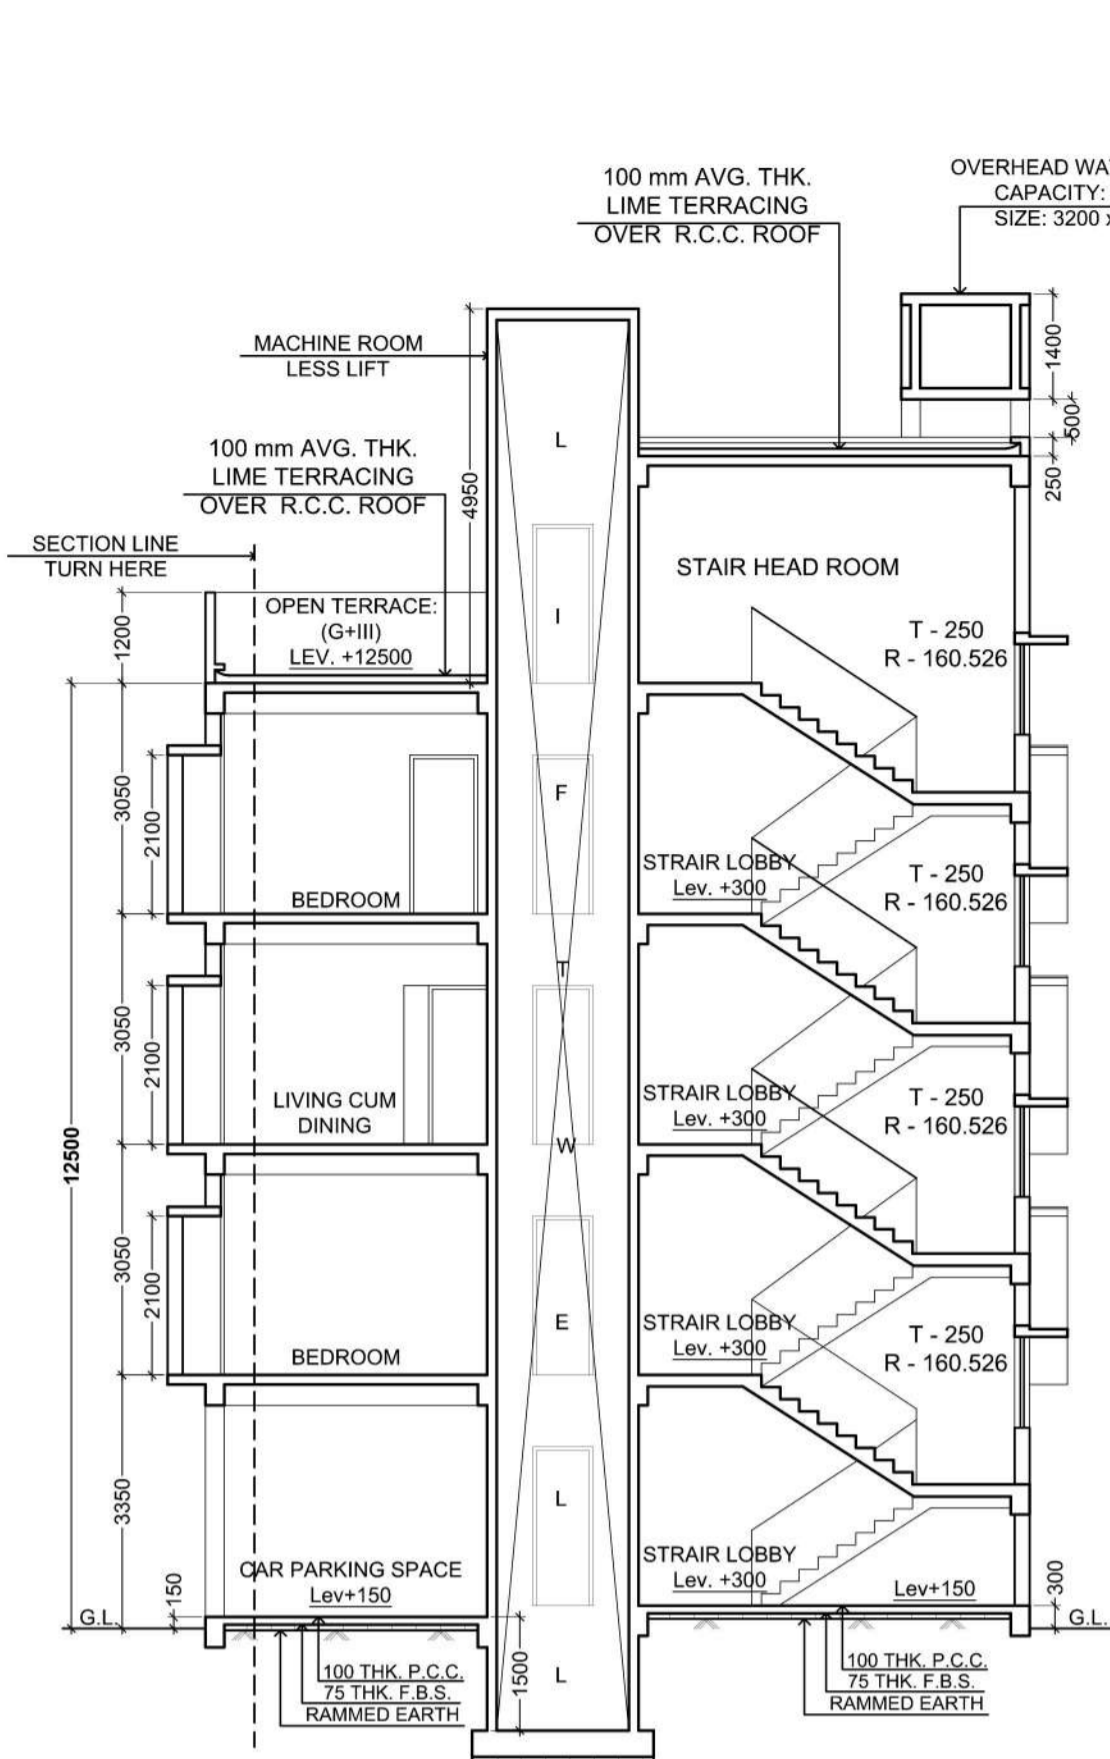 100 mm AVG. THK.
LIME TERRACING
OVER R.C.C. ROOF
OVERHEAD
CAPACITY:
SIZE: 3200 x
MACHINE ROOM
LESS LIFT
1400
500
250
100 mm AVG. THK.
LIME TERRACING
OVER R.C.C. ROOF
4950
L
SECTION LINE
TURN HERE
STAIR HEAD ROOM
1200
OPEN TERRACE:
(G+III)
LEV. +12500
I
T - 250
R - 160.526
3050
2100
F
BEDROOM
STRAIR LOBBY
Lev. +300
T - 250
R - 160.526
T
3050
2100
LIVING CUM
DINING
STRAIR LOBBY
Lev. +300
T - 250
R - 160.526
12500
W
3050
2100
BEDROOM
E
STRAIR LOBBY
Lev. +300
T - 250
R - 160.526
3350
L
150
CAR PARKING SPACE
Lev+150
STRAIR LOBBY
Lev. +300
Lev+150
300
G.L.
G.L.
100 THK. P.C.C.
75 THK. F.B.S.
RAMMED EARTH
1500
L
100 THK. P.C.C.
75 THK. F.B.S.
RAMMED EARTH